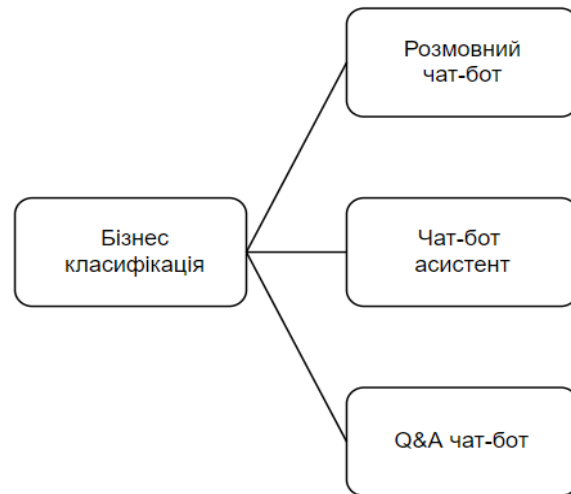 Розмовний
чат-бот
Бізнес
класифікація
Чат-бот
асистент
Q&A чат-бот